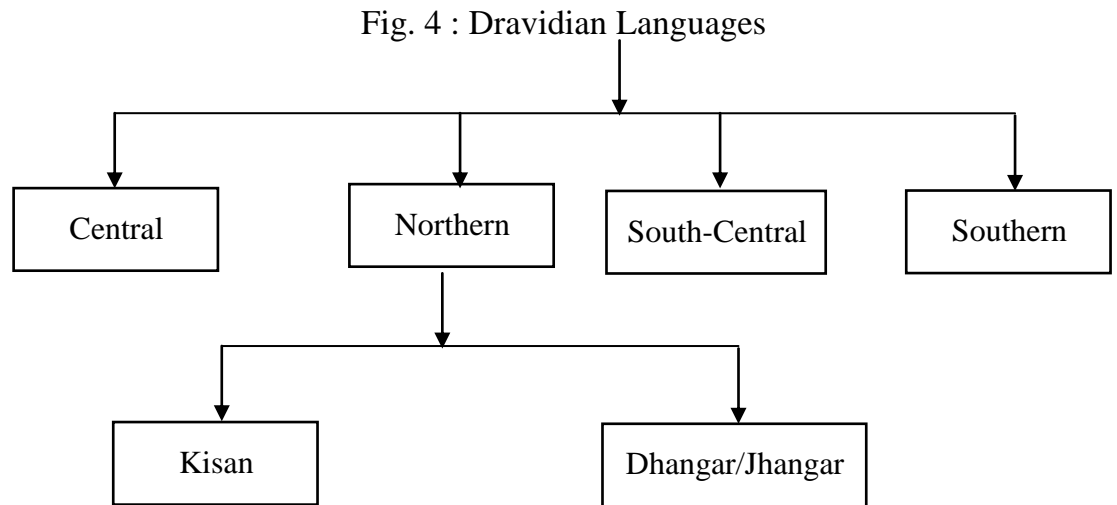 Fig. 4 : Dravidian Languages
Central
Northern
South-Central
Southern
Kisan
Dhangar/Jhangar